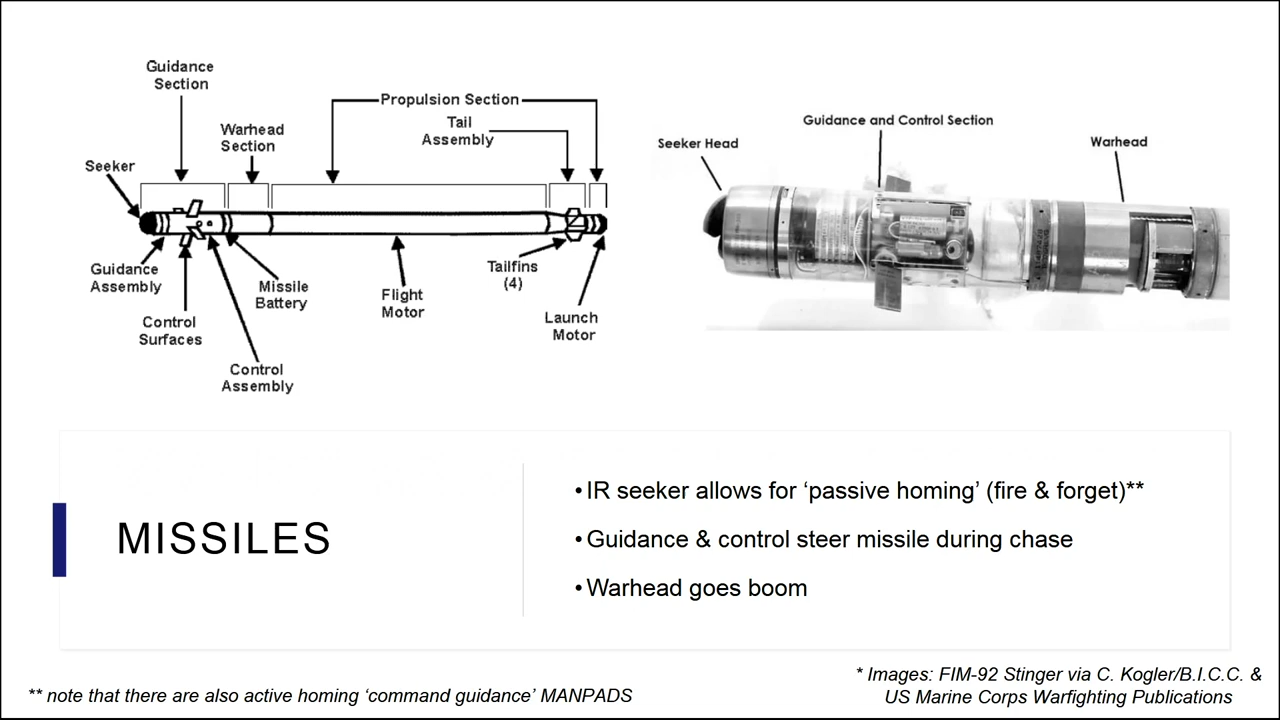 Guidance
Section
Propulsion Section
Tail
Assembly
Warhead
Section
Seeker
Guidance
Assembly
Control
Surfaces
Control
Assembly
Missile
Battery
Flight
Motor
Tailfins
(4)
Launch
Motor
Guidance and Control Section
Seeker Head
Warhead
MISSILES
• IR seeker allows for ‘passive homing’ (fire & forget)**
• Guidance & control steer missile during chase
• Warhead goes boom
** note that there are also active homing ‘command guidance’ MANPADS
* Images: FIM-92 Stinger via C. Kogler/B.I.C.C. &
US Marine Corps Warfighting Publications